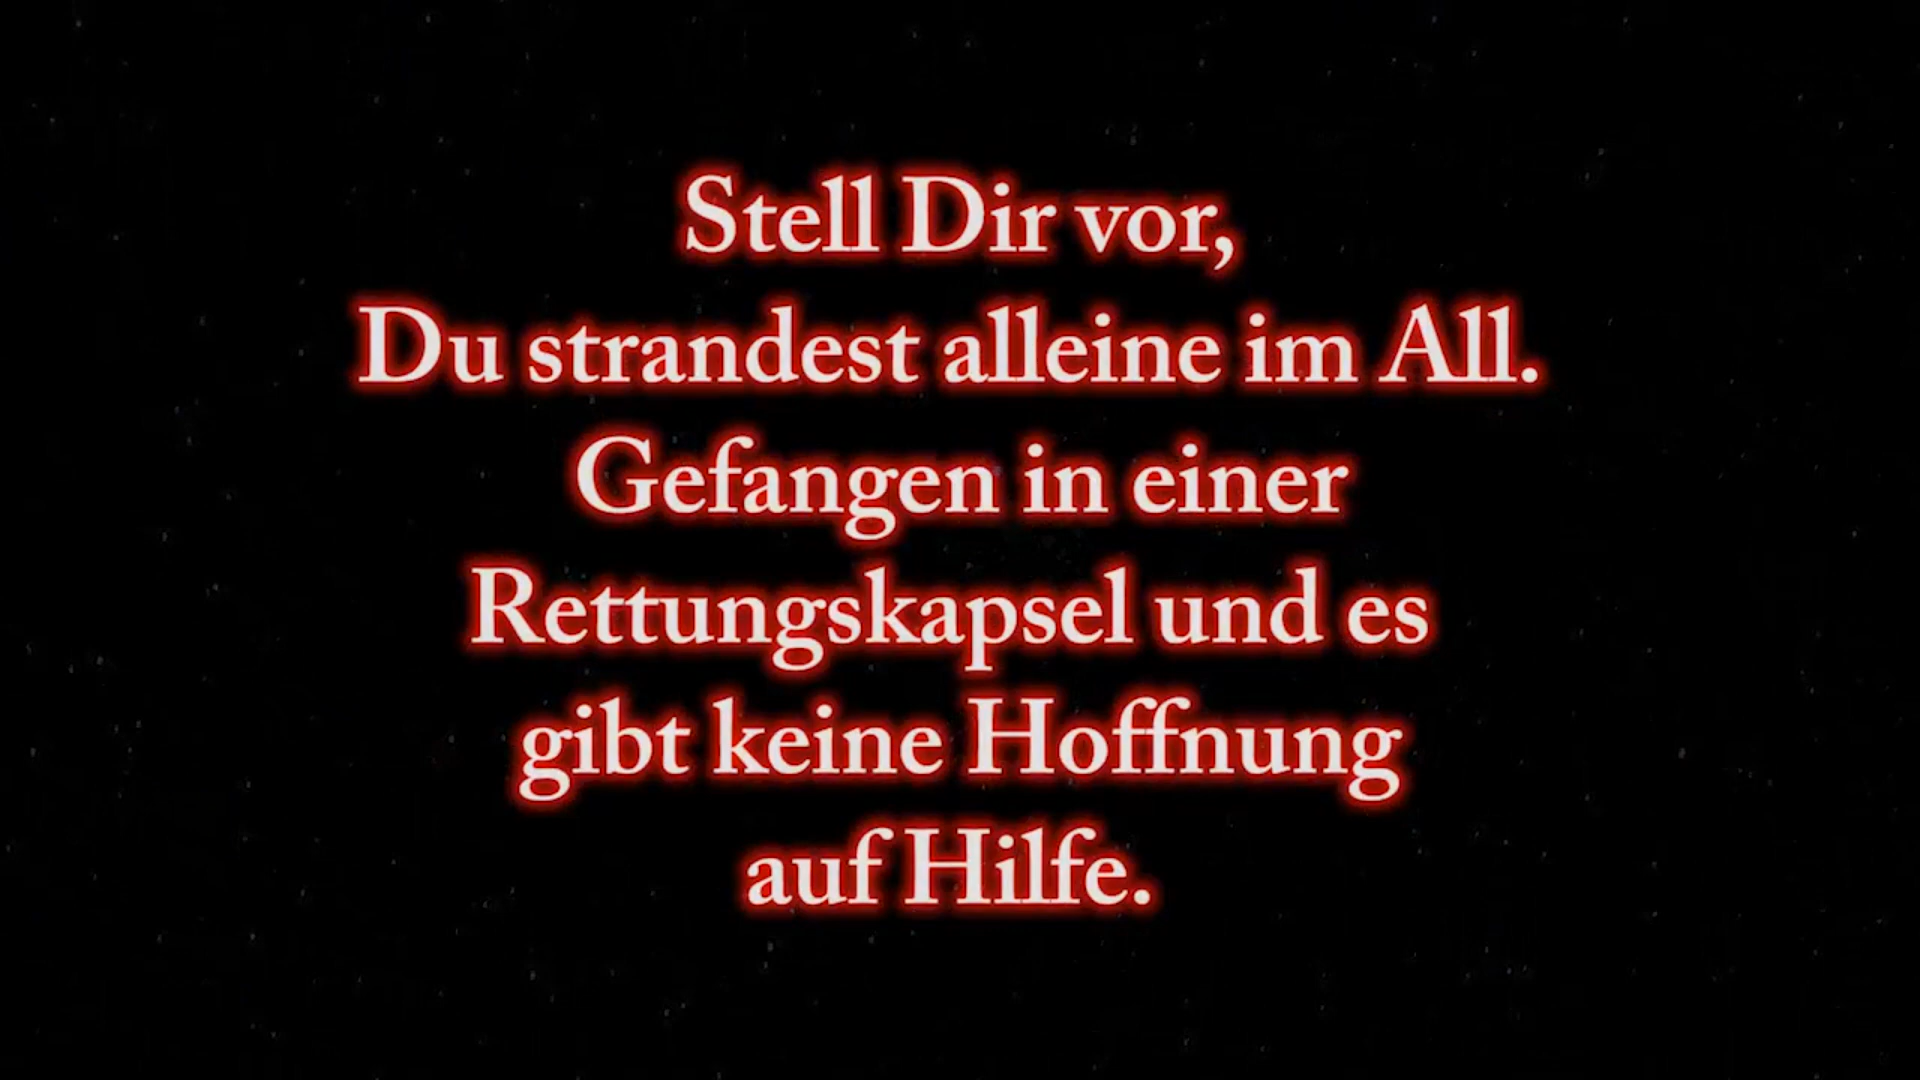 Stell Dir vor,
Du strandest alleine im All.
Gefangen in einer
Rettungskapsel und es
gibt keine Hoffnung
auf Hilfe.